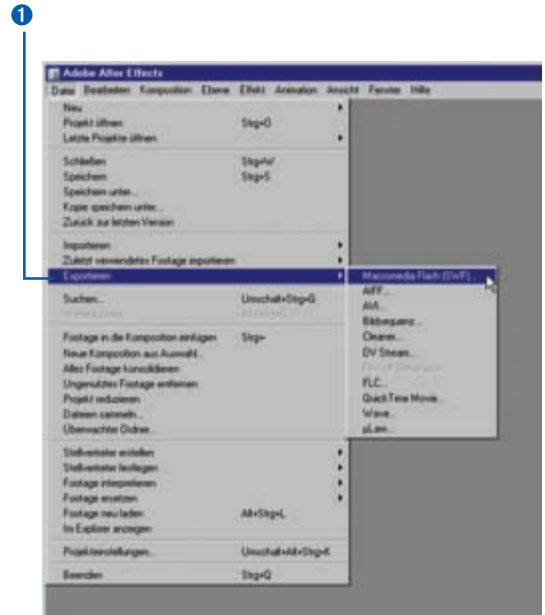 1
Adobe After Effects
Datei Bearbeiten Komposition Ebene Effekt Animation Ansicht Fenster Hilfe
Neu
Projekt öffnen Strg+O
Letzte Projekte öffnen
Schließen Strg+W
Speichern Strg+S
Speichern unter...
Kopie speichern unter...
Zurück zur letzten Version
Importieren
Zuletzt verwendetes Footage importieren
Exportieren
Suchen... Umschalt+Strg+G
Footage in die Komposition einfügen Strg+
Neue Komposition aus Auswahl...
Alles Footage konsolidieren
Ungenutztes Footage entfernen
Projekt reduzieren
Dateien sammeln...
Überwachter Ordner...
Stellvertreter erstellen
Stellvertreter festlegen
Footage interpretieren
Footage ersetzen
Footage neu laden Alt+Strg+L
Im Explorer anzeigen
Projekteinstellungen... Umschalt+Alt+Strg+K
Beenden Strg+Q
Macromedia Flash (SWF)...
AIFF...
AVI...
Bildsequenz...
Cleaner...
DV Stream...
FLC...
QuickTime Movie...
Wave...
µLaw...